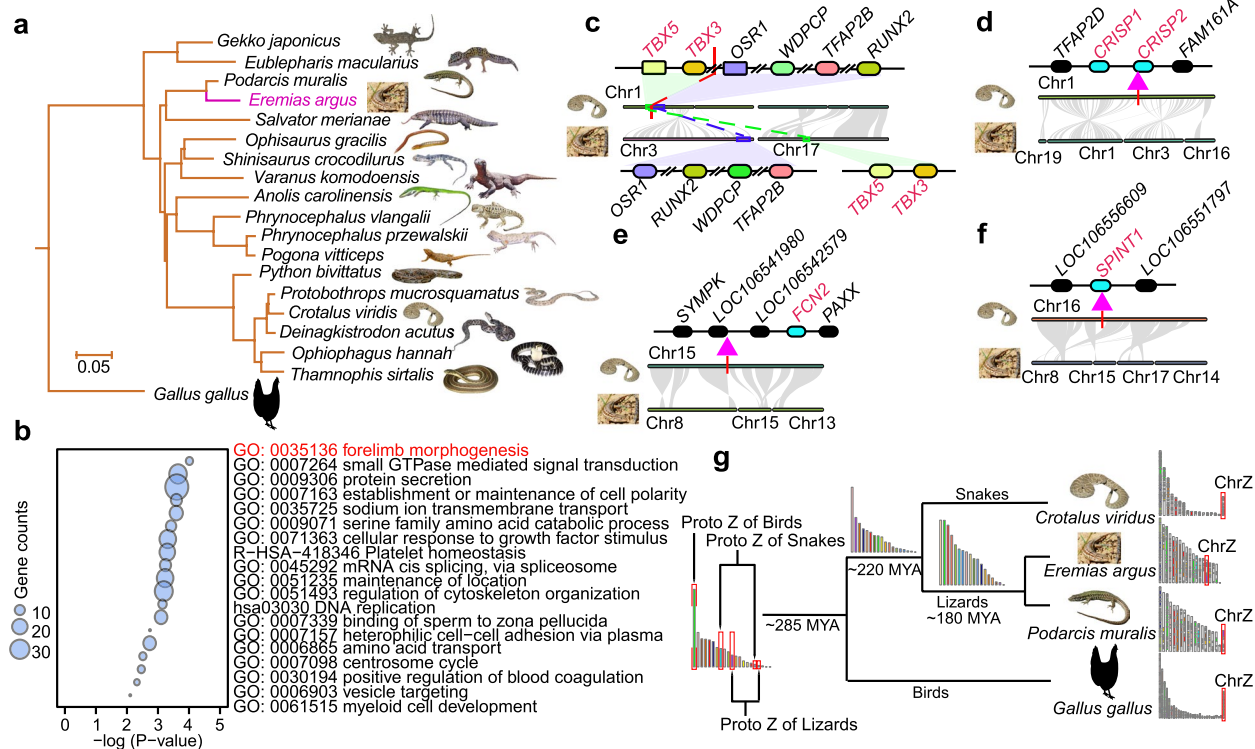 a
Gekko japonicus
Eublepharis macularius
Podarcis muralis
Eremias argus
Salvator merianae
Ophisaurus gracilis
Shinisaurus crocodilurus
Varanus komodoensis
Anolis carolinensis
Phrynocephalus vlangalii
Phrynocephalus przewalskii
Pogona vitticeps
Python bivittatus
Protobothrops mucrosquamatus
Crotalus viridis
Deinagkistrodon acutus
Ophiophagus hannah
Thamnophis sirtalis
Gallus gallus
0.05
b
Gene counts
10
20
30
GO: 0035136 forelimb morphogenesis
GO: 0007264 small GTPase mediated signal transduction
GO: 0009306 protein secretion
GO: 0007163 establishment or maintenance of cell polarity
GO: 0035725 sodium ion transmembrane transport
GO: 0009071 serine family amino acid catabolic process
GO: 0071363 cellular response to growth factor stimulus
R−HSA−418346 Platelet homeostasis
GO: 0045292 mRNA cis splicing, via spliceosome
GO: 0051235 maintenance of location
GO: 0051493 regulation of cytoskeleton organization
hsa03030 DNA replication
GO: 0007339 binding of sperm to zona pellucida
GO: 0007157 heterophilic cell−cell adhesion via plasma
GO: 0006865 amino acid transport
GO: 0007098 centrosome cycle
GO: 0030194 positive regulation of blood coagulation
GO: 0006903 vesicle targeting
GO: 0061515 myeloid cell development
0 1 2 3 4 5
−log (P−value)
c
TBX5 TBX3 OSR1 WDPCP TFAP2B RUNX2
Chr1
Chr3 Chr17
OSR1 RUNX2 WDPCP TFAP2B TBX5 TBX3
d
TFAP2D CRISP1 CRISP2 FAM161A
Chr1
Chr19 Chr1 Chr3 Chr16
e
SYMPK LOC106541980 LOC106542579 FCN2 PAXX
Chr15
Chr8 Chr15 Chr13
f
LOC106556609 SPINT1 LOC106551797
Chr16
Chr8 Chr15 Chr17 Chr14
g
Proto Z of Birds
Proto Z of Snakes
Proto Z of Lizards
~285 MYA
~220 MYA
Snakes
Lizards
~180 MYA
Birds
Crotalus viridus
Eremias argus
Podarcis muralis
Gallus gallus
ChrZ
ChrZ
ChrZ
ChrZ